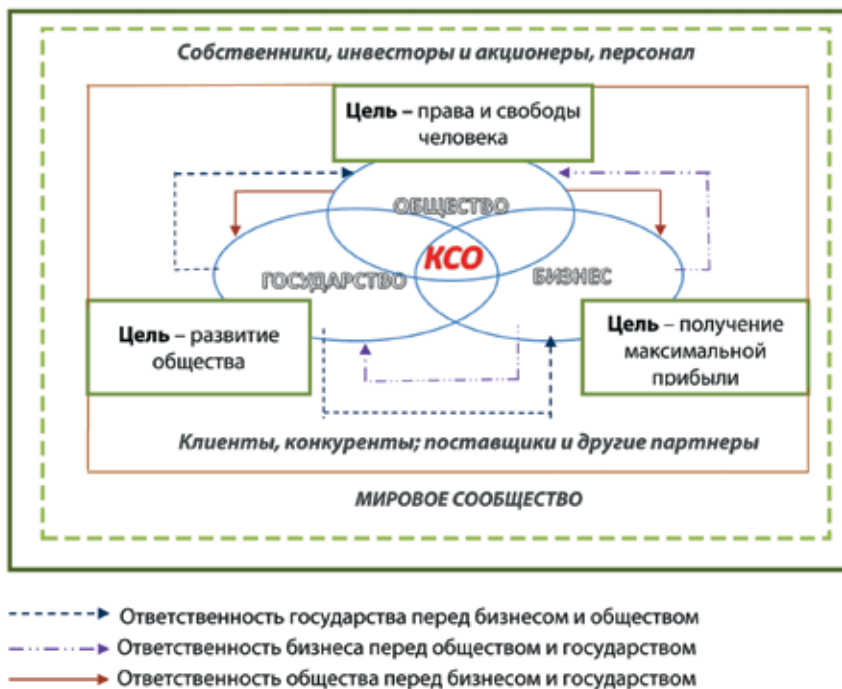 Собственники, инвесторы и акционеры, персонал
Цель – права и свободы
человека
ОБЩЕСТВО
КСО
ГОСУДАРСТВО
БИЗНЕС
Цель – развитие
общества
Цель – получение
максимальной
прибыли
Клиенты, конкуренты; поставщики и другие партнеры
МИРОВОЕ СООБЩЕСТВО
Ответственность государства перед бизнесом и обществом
Ответственность бизнеса перед обществом и государством
Ответственность общества перед бизнесом и государством